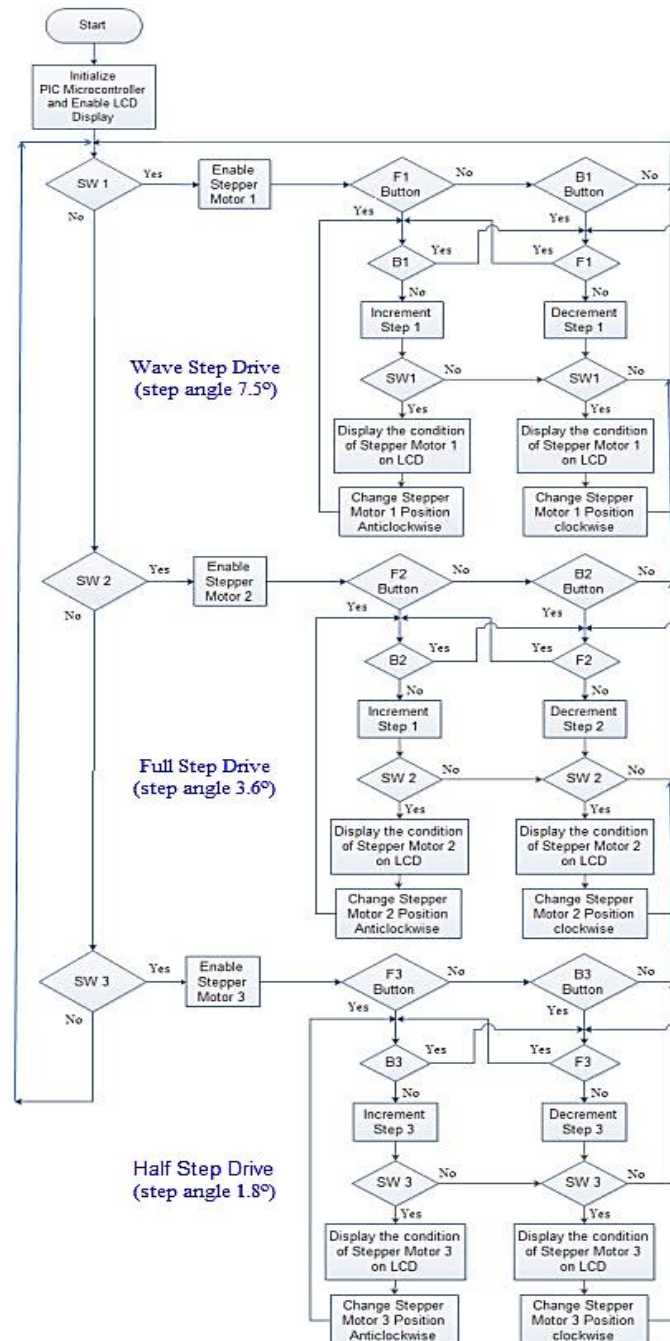 Start
Initialize
PIC Microcontroller
and Enable LCD
Display
SW 1
Yes
Enable
Stepper
Motor 1
F1
Button
No
B1
Button
No
No
Yes
Yes
B1
Yes
Yes
F1
No
No
Increment
Step 1
Decrement
Step 1
Wave Step Drive
(step angle 7.5º)
SW1
No
SW1
No
Yes
Yes
Display the condition
of Stepper Motor 1
on LCD
Display the condition
of Stepper Motor 1
on LCD
Change Stepper
Motor 1 Position
Anticlockwise
Change Stepper
Motor 1 Position
clockwise
SW 2
Yes
Enable
Stepper
Motor 2
F2
Button
No
B2
Button
No
No
Yes
Yes
B2
Yes
Yes
F2
No
No
Increment
Step 1
Decrement
Step 2
Full Step Drive
(step angle 3.6º)
SW 2
No
SW 2
No
Yes
Yes
Display the condition
of Stepper Motor 2
on LCD
Display the condition
of Stepper Motor 2
on LCD
Change Stepper
Motor 2 Position
Anticlockwise
Change Stepper
Motor 2 Position
clockwise
SW 3
Yes
Enable
Stepper
Motor 3
F3
Button
No
B3
Button
No
No
Yes
Yes
B3
Yes
Yes
F3
No
No
Increment
Step 3
Decrement
Step 3
Half Step Drive
(step angle 1.8º)
SW 3
No
SW 3
No
Yes
Yes
Display the condition
of Stepper Motor 3
on LCD
Display the condition
of Stepper Motor 3
on LCD
Change Stepper
Motor 3 Position
Anticlockwise
Change Stepper
Motor 3 Position
clockwise